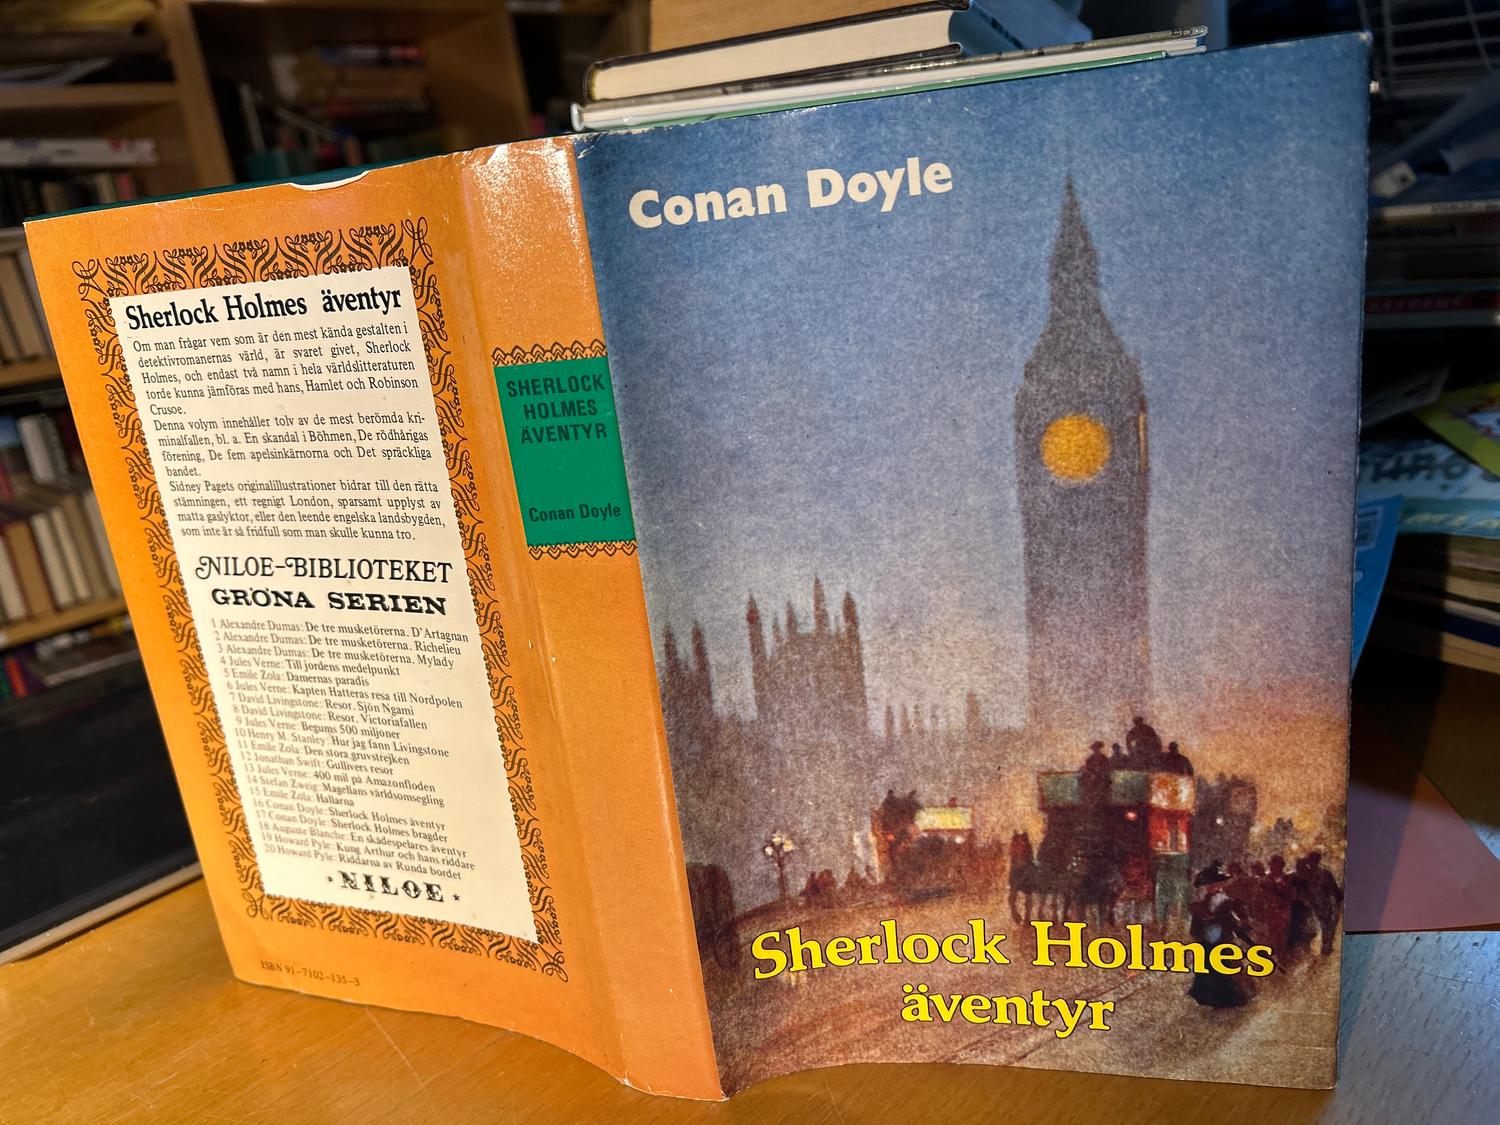 Sherlock Holmes äventyr
Om man frågar vem som är den mest kända gestalten i
detektivromanernas värld, är svaret givet, Sherlock
Holmes, och endast två namn i hela världslitteraturen
torde kunna jämföras med hans, Hamlet och Robinson
Crusoe.
Denna volym innehåller tolv av de mest berömda kri-
minalfallen, bl. a. En skandal i Böhmen, De rödhårigas
förening, De fem apelsinkärnorna och Det spräckliga
bandet.
Sidney Pagets originalillustrationer bidrar till den rätta
stämningen, ett regnigt London, sparsamt upplyst av
matta gaslyktor, eller den leende engelska landsbygden,
som inte är så fridfull som man skulle kunna tro.
NILOE-BIBLIOTEKET
GRÖNA SERIEN
1 Alexandre Dumas: De tre musketörerna. D'Artagnan
2 Alexandre Dumas: De tre musketörerna. Richelieu
3 Alexandre Dumas: De tre musketörerna. Mylady
4 Jules Verne: Till jordens medelpunkt
5 Emile Zola: Damernas paradis
6 Jules Verne: Kapten Hatteras resa till Nordpolen
7 David Livingstone: Resor. Sjön Ngami
8 David Livingstone: Resor. Victoriafallen
9 Jules Verne: Begums 500 miljoner
10 Henry M. Stanley: Hur jag fann Livingstone
11 Emile Zola: Den stora gruvstrejken
12 Jonathan Swift: Gullivers resor
13 Jules Verne: 400 mil på Amazonfloden
14 Stefan Zweig: Magellans världsomsegling
15 Emile Zola: Hallarna
16 Conan Doyle: Sherlock Holmes äventyr
17 Conan Doyle: Sherlock Holmes bragder
18 Auguste Blanche: En skådespelares äventyr
19 Howard Pyle: Kung Arthur och hans riddare
20 Howard Pyle: Riddarna av Runda bordet
NILOE
ISBN 91-7102-135-3
SHERLOCK
HOLMES
ÄVENTYR
Conan Doyle
Conan Doyle
Sherlock Holmes
äventyr